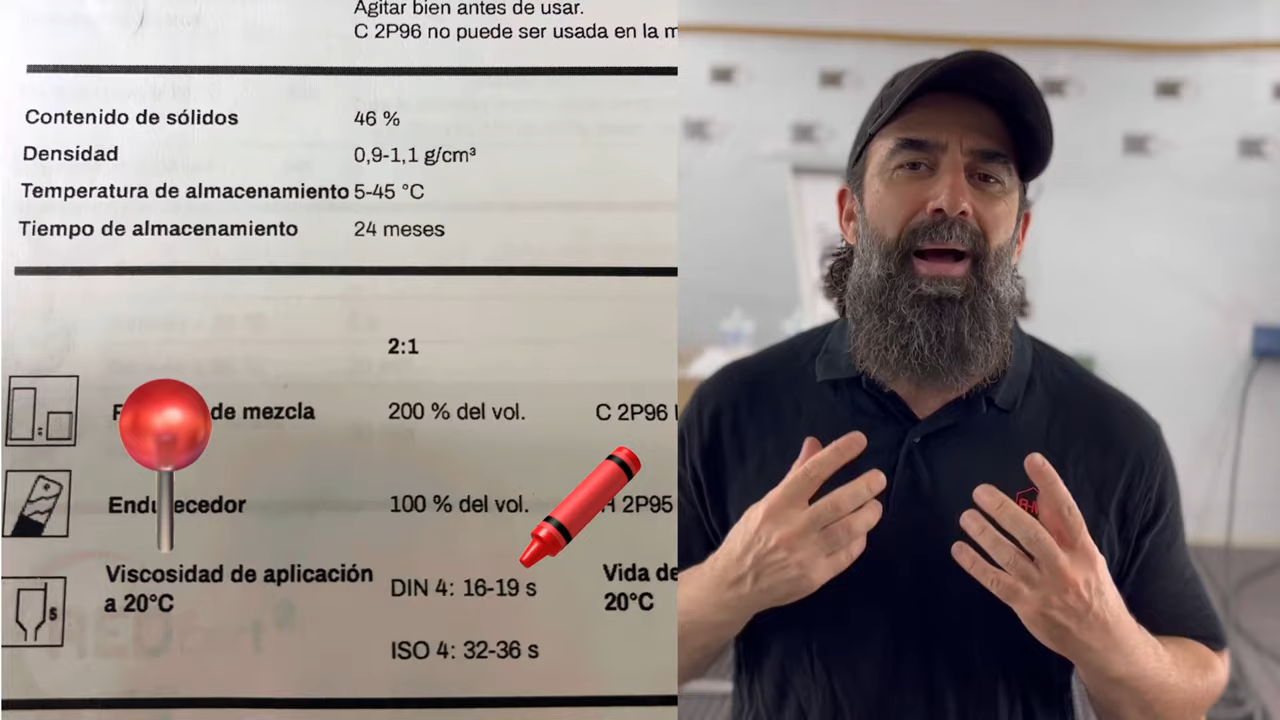 Agitar bien antes de usar.
C 2P96 no puede ser usada en la m
Contenido de sólidos 46 %
Densidad 0,9-1,1 g/cm³
Temperatura de almacenamiento 5-45 °C
Tiempo de almacenamiento 24 meses
2:1
de mezcla 200 % del vol. C 2P96
100 % del vol. 2P95
Viscosidad de aplicación DIN 4: 16-19 s Vida de
a 20°C 20°C
ISO 4: 32-36 s
s